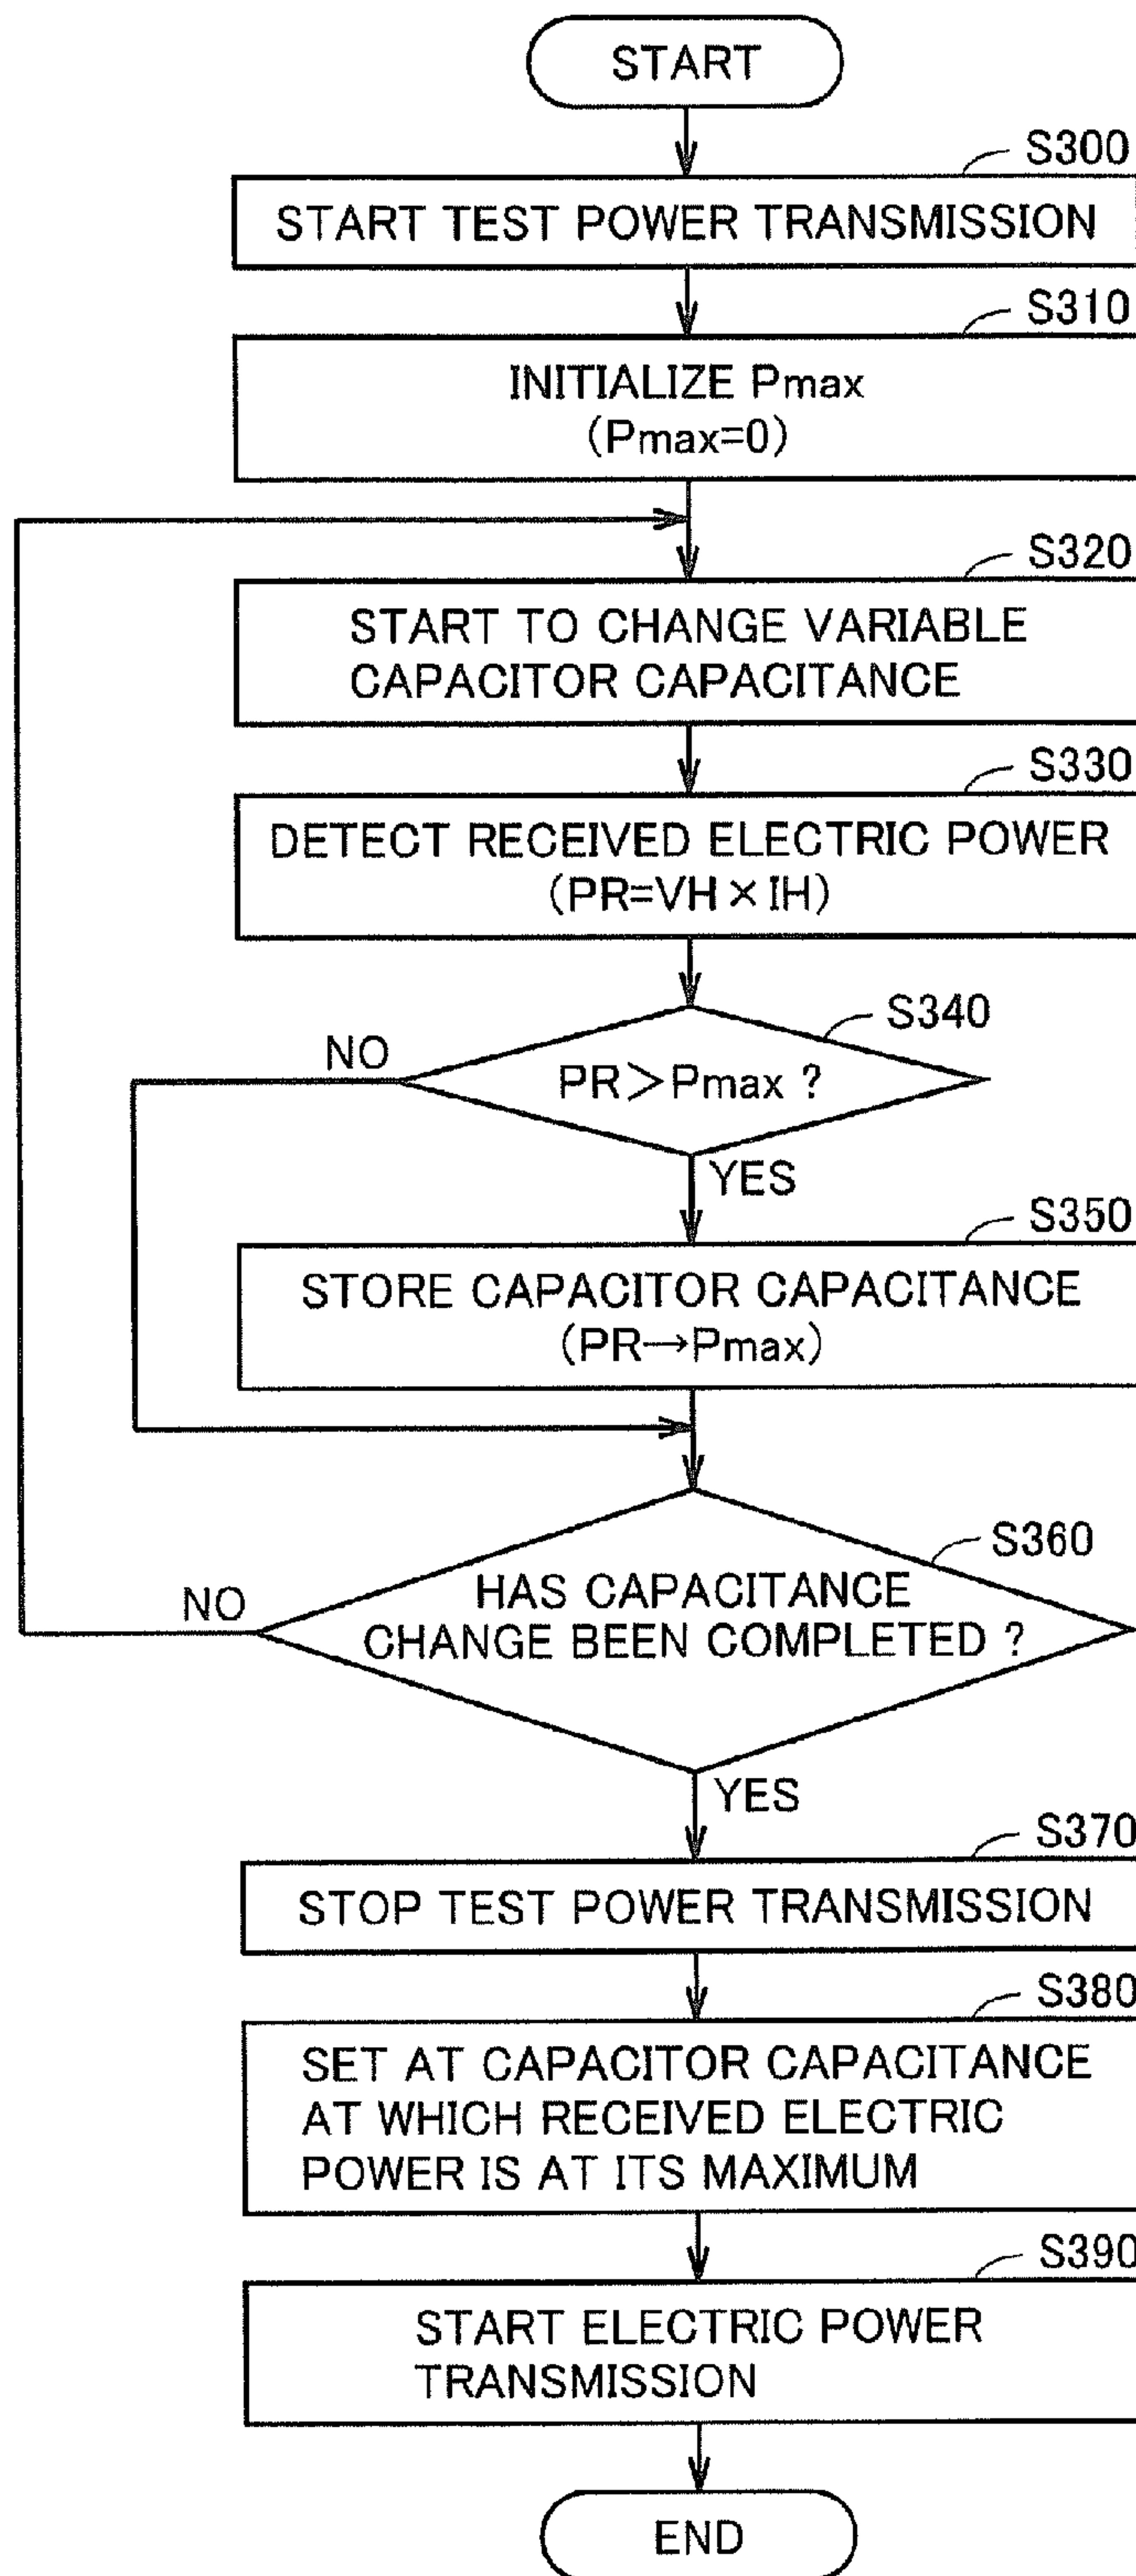 START
S300
START TEST POWER TRANSMISSION
S310
INITIALIZE Pmax
(Pmax=0)
S320
START TO CHANGE VARIABLE
CAPACITOR CAPACITANCE
S330
DETECT RECEIVED ELECTRIC POWER
(PR=VH×IH)
S340
NO
PR>Pmax ?
YES
S350
STORE CAPACITOR CAPACITANCE
(PR→Pmax)
S360
NO
HAS CAPACITANCE
CHANGE BEEN COMPLETED ?
YES
S370
STOP TEST POWER TRANSMISSION
S380
SET AT CAPACITOR CAPACITANCE
AT WHICH RECEIVED ELECTRIC
POWER IS AT ITS MAXIMUM
S390
START ELECTRIC POWER
TRANSMISSION
END